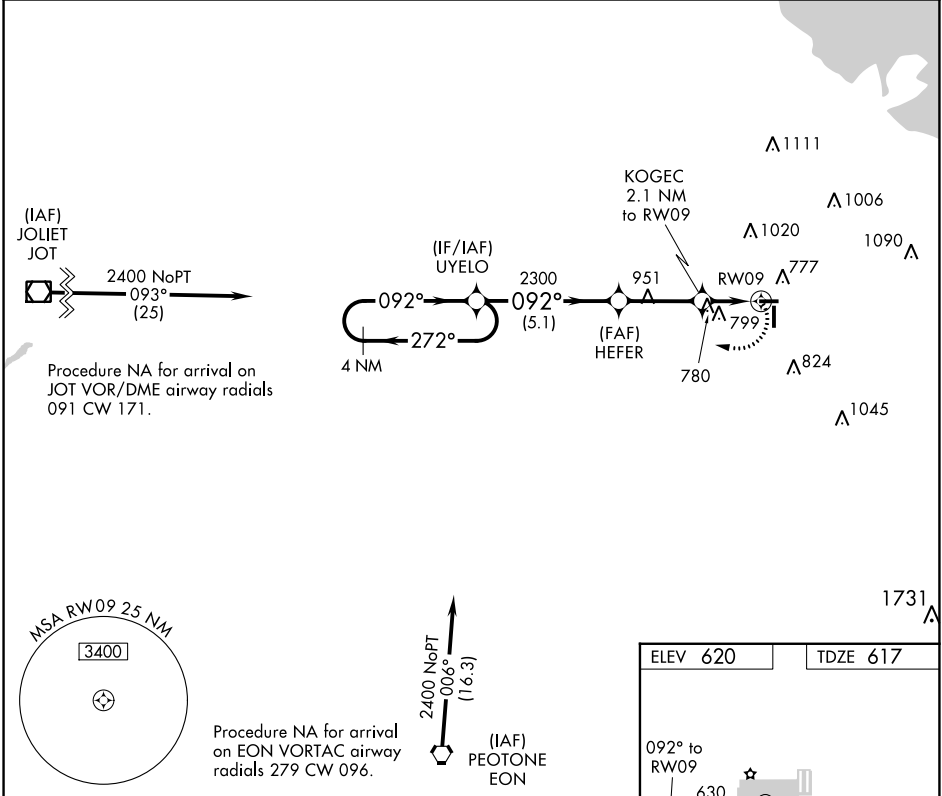 1111
KOGEC
2.1 NM
to RW09
1006
1020
1090
(IAF)
JOLIET
JOT
2400 NoPT
093°
(25)
(IF/IAF)
UYELO
092°
2300
092°
(5.1)
951
RW09
777
272°
4 NM
(FAF)
HEFER
799
780
824
1045
Procedure NA for arrival on
JOT VOR/DME airway radials
091 CW 171.
MSA RW09 25 NM
3400
2400 NoPT
006°
(16.3)
(IAF)
PEOTONE
EON
Procedure NA for arrival
on EON VORTAC airway
radials 279 CW 096.
1731
ELEV 620
TDZE 617
092° to
RW09
630